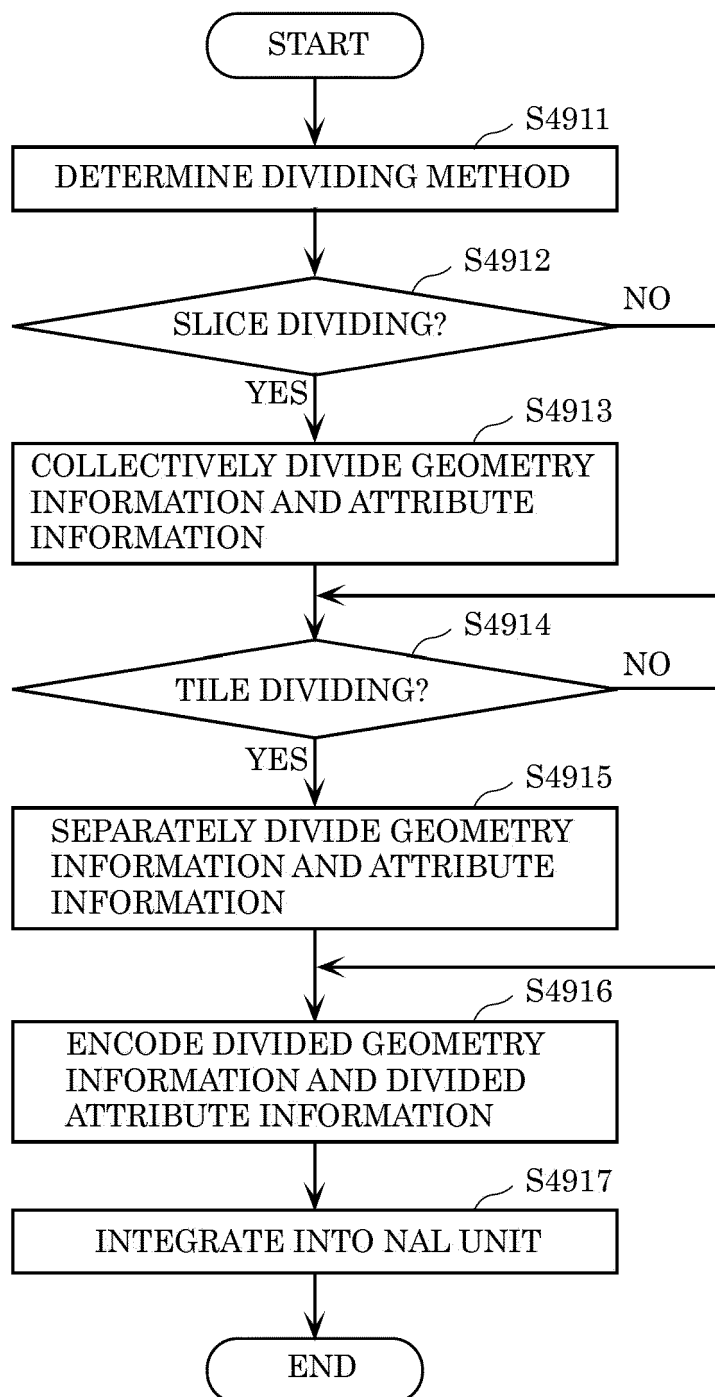 START
S4911
DETERMINE DIVIDING METHOD
S4912
SLICE DIVIDING?
NO
YES
S4913
COLLECTIVELY DIVIDE GEOMETRY
INFORMATION AND ATTRIBUTE
INFORMATION
S4914
TILE DIVIDING?
NO
YES
S4915
SEPARATELY DIVIDE GEOMETRY
INFORMATION AND ATTRIBUTE
INFORMATION
S4916
ENCODE DIVIDED GEOMETRY
INFORMATION AND DIVIDED
ATTRIBUTE INFORMATION
S4917
INTEGRATE INTO NAL UNIT
END